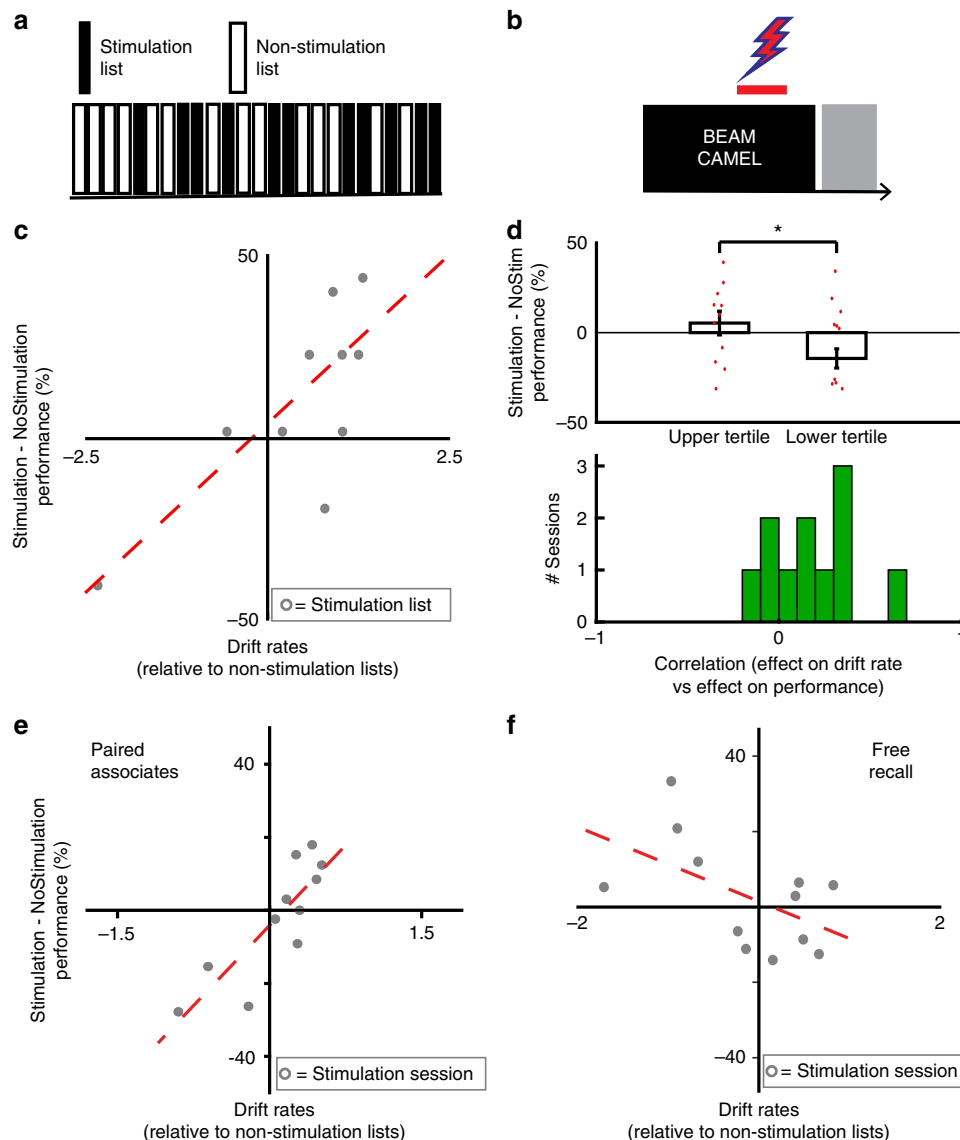 a
Stimulation
list
Non-stimulation
list
b
BEAM
CAMEL
c
Stimulation - NoStimulation
performance (%)
50
−2.5
2.5
−50
= Stimulation list
Drift rates
(relative to non-stimulation lists)
d
Stimulation - NoStim
performance (%)
50
*
0
−50
Upper tertile
Lower tertile
# Sessions
3
2
1
0
−1
0
1
Correlation (effect on drift rate
vs effect on performance)
e
Paired
associates
Stimulation - NoStimulation
performance (%)
40
−1.5
1.5
-40
= Stimulation session
Drift rates
(relative to non-stimulation lists)
f
Free
recall
40
−2
2
−40
= Stimulation session
Drift rates
(relative to non-stimulation lists)